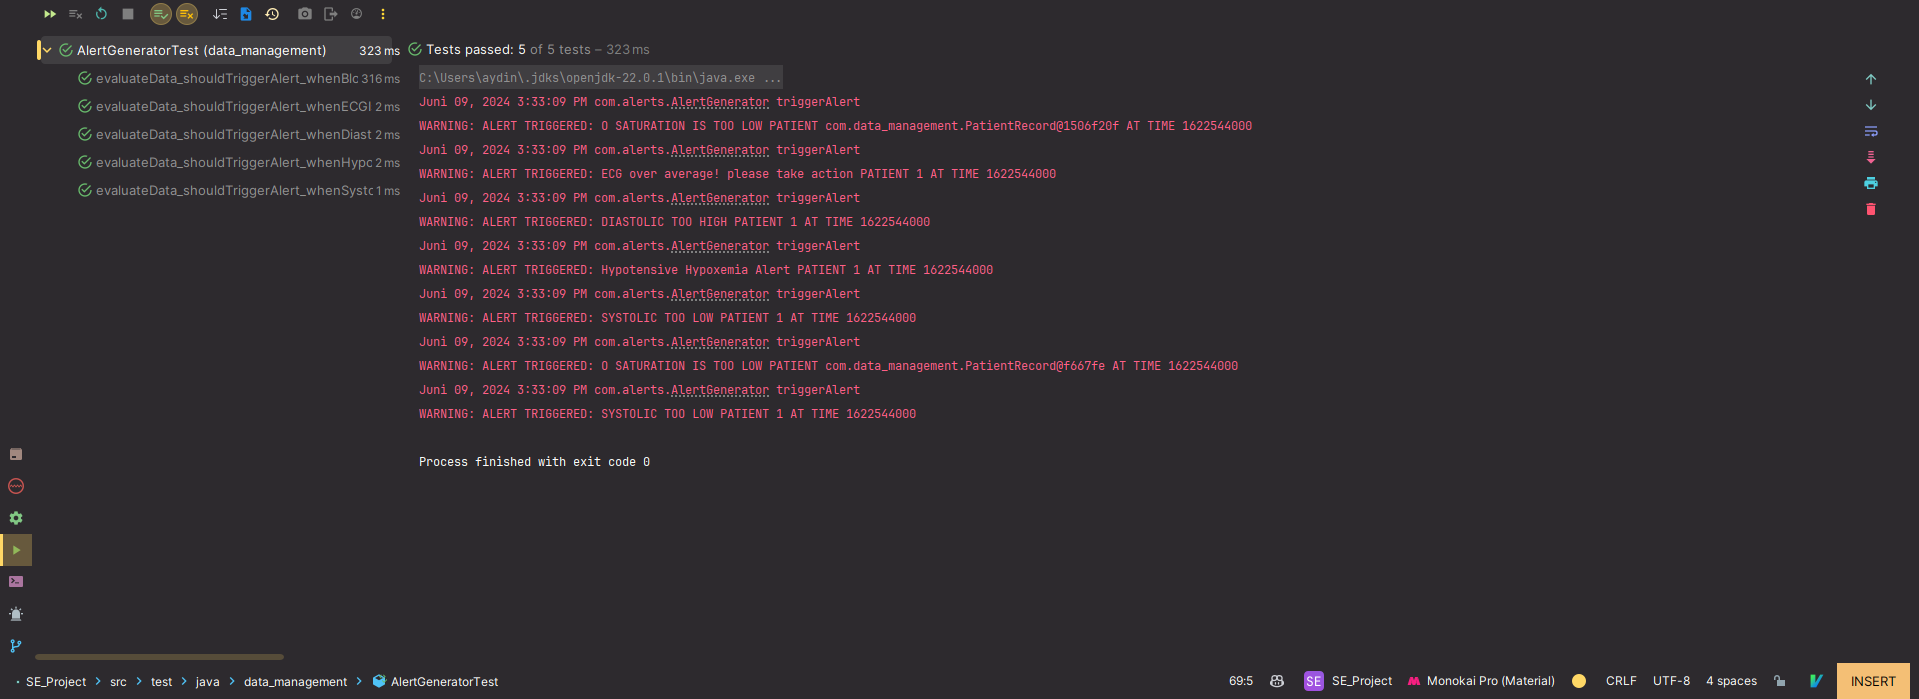 AlertGeneratorTest (data_management) 323 ms
Tests passed: 5 of 5 tests – 323 ms
evaluateData_shouldTriggerAlert_whenBlc 316 ms
evaluateData_shouldTriggerAlert_whenECGI 2 ms
evaluateData_shouldTriggerAlert_whenDiast 2 ms
evaluateData_shouldTriggerAlert_whenHypc 2 ms
evaluateData_shouldTriggerAlert_whenSystc 1 ms
C:\Users\aydin\.jdks\openjdk-22.0.1\bin\java.exe ...
Juni 09, 2024 3:33:09 PM com.alerts.AlertGenerator triggerAlert
WARNING: ALERT TRIGGERED: O SATURATION IS TOO LOW PATIENT com.data_management.PatientRecord@1506f20f AT TIME 1622544000
Juni 09, 2024 3:33:09 PM com.alerts.AlertGenerator triggerAlert
WARNING: ALERT TRIGGERED: ECG over average! please take action PATIENT 1 AT TIME 1622544000
Juni 09, 2024 3:33:09 PM com.alerts.AlertGenerator triggerAlert
WARNING: ALERT TRIGGERED: DIASTOLIC TOO HIGH PATIENT 1 AT TIME 1622544000
Juni 09, 2024 3:33:09 PM com.alerts.AlertGenerator triggerAlert
WARNING: ALERT TRIGGERED: Hypotensive Hypoxemia Alert PATIENT 1 AT TIME 1622544000
Juni 09, 2024 3:33:09 PM com.alerts.AlertGenerator triggerAlert
WARNING: ALERT TRIGGERED: SYSTOLIC TOO LOW PATIENT 1 AT TIME 1622544000
Juni 09, 2024 3:33:09 PM com.alerts.AlertGenerator triggerAlert
WARNING: ALERT TRIGGERED: O SATURATION IS TOO LOW PATIENT com.data_management.PatientRecord@f667fe AT TIME 1622544000
Juni 09, 2024 3:33:09 PM com.alerts.AlertGenerator triggerAlert
WARNING: ALERT TRIGGERED: SYSTOLIC TOO LOW PATIENT 1 AT TIME 1622544000
Process finished with exit code 0
SE_Project > src > test > java > data_management > AlertGeneratorTest 69:5 SE SE_Project Monokai Pro (Material) CRLF UTF-8 4 spaces INSERT